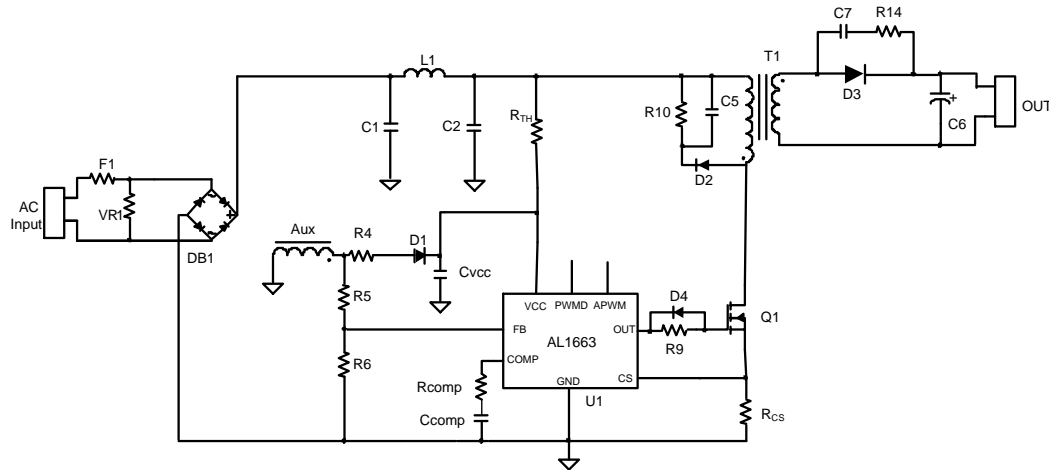 C7
R14
T1
L1
D3
OUT
C6
+
C1
C2
R_TH
R10
C5
D2
F1
VR1
AC
Input
~
+
~
-
DB1
Aux
R4
D1
Cvcc
R5
R6
VCC
PWMD
APWM
FB
OUT
AL1663
COMP
GND
CS
U1
D4
R9
Q1
Rcomp
Ccomp
R_CS